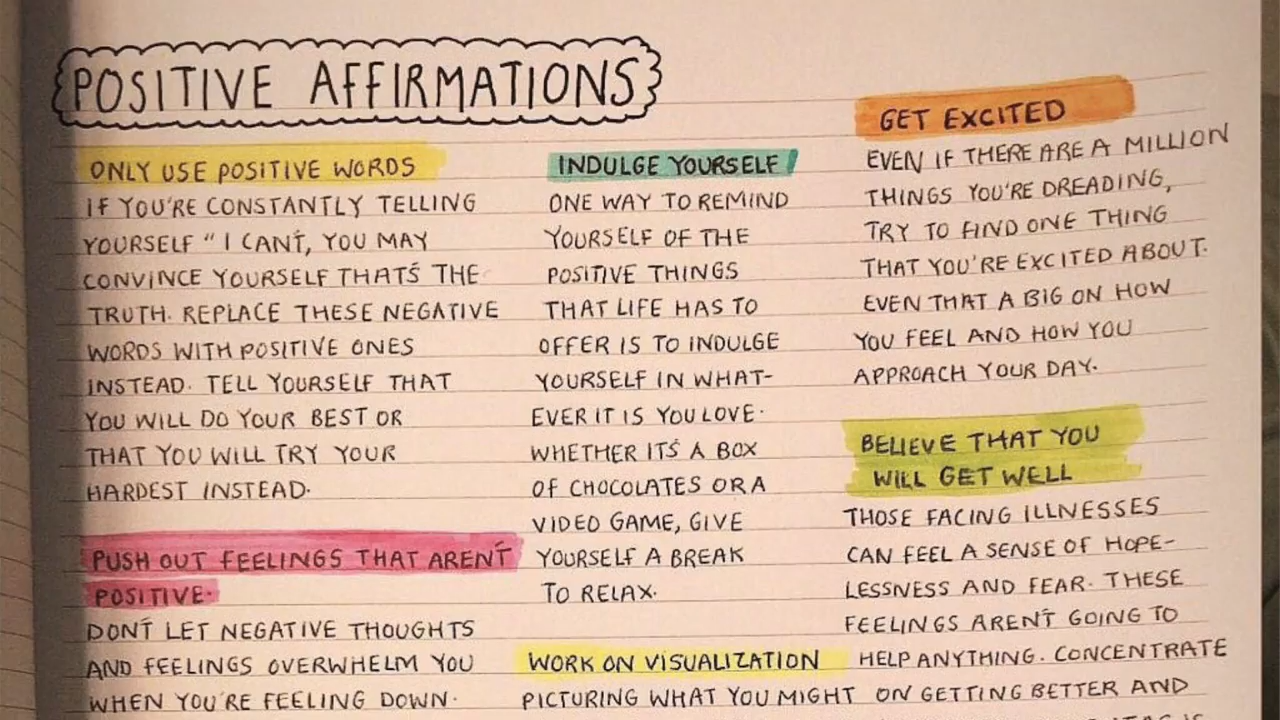 POSITIVE AFFIRMATIONS
ONLY USE POSITIVE WORDS
IF YOU'RE CONSTANTLY TELLING
YOURSELF " I CAN'T, YOU MAY
CONVINCE YOURSELF THAT'S THE
TRUTH. REPLACE THESE NEGATIVE
WORDS WITH POSITIVE ONES
INSTEAD. TELL YOURSELF THAT
YOU WILL DO YOUR BEST OR
THAT YOU WILL TRY YOUR
HARDEST INSTEAD.
PUSH OUT FEELINGS THAT AREN'T
POSITIVE.
DON'T LET NEGATIVE THOUGHTS
AND FEELINGS OVERWHELM YOU
WHEN YOU'RE FEELING DOWN.
INDULGE YOURSELF
ONE WAY TO REMIND
YOURSELF OF THE
POSITIVE THINGS
THAT LIFE HAS TO
OFFER IS TO INDULGE
YOURSELF IN WHAT-
EVER IT IS YOU LOVE.
WHETHER IT'S A BOX
OF CHOCOLATES OR A
VIDEO GAME, GIVE
YOURSELF A BREAK
TO RELAX.
WORK ON VISUALIZATION
PICTURING WHAT YOU MIGHT
GET EXCITED
EVEN IF THERE ARE A MILLION
THINGS YOU'RE DREADING,
TRY TO FIND ONE THING
THAT YOU'RE EXCITED ABOUT.
EVEN THAT A BIG ON HOW
YOU FEEL AND HOW YOU
APPROACH YOUR DAY.
BELIEVE THAT YOU
WILL GET WELL
THOSE FACING ILLNESSES
CAN FEEL A SENSE OF HOPE-
LESSNESS AND FEAR. THESE
FEELINGS AREN'T GOING TO
HELP ANYTHING. CONCENTRATE
ON GETTING BETTER AND